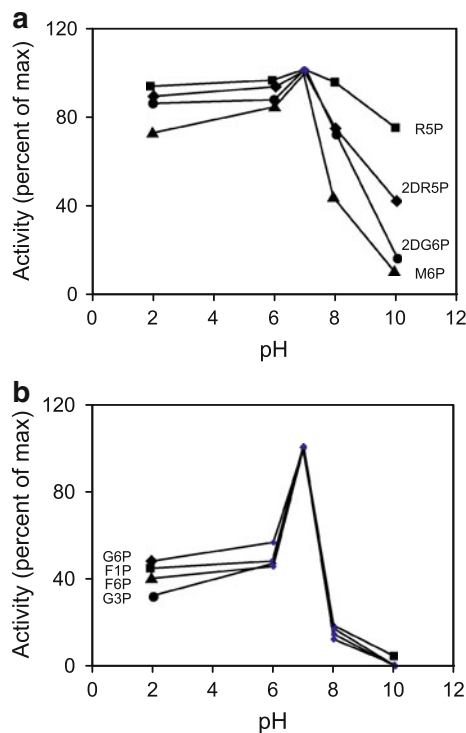 a
120
80
40
0
Activity (percent of max)
R5P
2DR5P
2DG6P
M6P
0 2 4 6 8 10 12
pH
b
120
80
40
0
Activity (percent of max)
G6P
F1P
F6P
G3P
0 2 4 6 8 10 12
pH